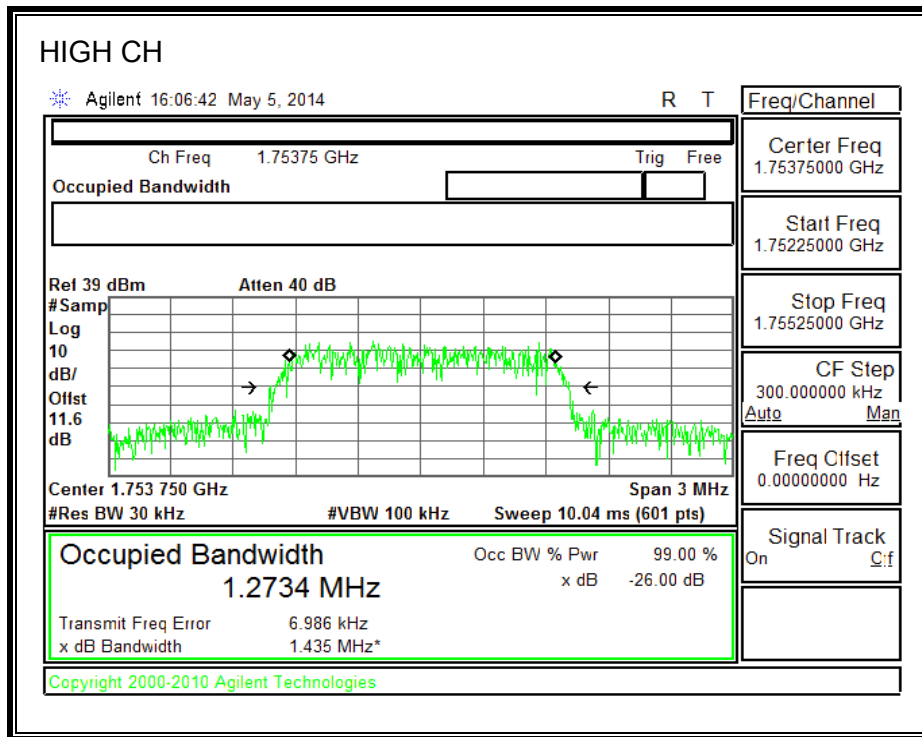 HIGH CH
Agilent 16:06:42 May 5, 2014 R T
Freq/Channel
Ch Freq 1.75375 GHz Trig Free
Occupied Bandwidth
Center Freq
1.75375000 GHz
Start Freq
1.75225000 GHz
Stop Freq
1.75525000 GHz
CF Step
300.000000 kHz
Auto Man
Freq Offset
0.00000000 Hz
Signal Track
On Off
Ref 39 dBm Atten 40 dB
#Samp
Log
10
dB/
Offst
11.6
dB
Center 1.753 750 GHz Span 3 MHz
#Res BW 30 kHz #VBW 100 kHz Sweep 10.04 ms (601 pts)
Occupied Bandwidth Occ BW % Pwr 99.00 %
1.2734 MHz x dB -26.00 dB
Transmit Freq Error 6.986 kHz
x dB Bandwidth 1.435 MHz*
Copyright 2000-2010 Agilent Technologies